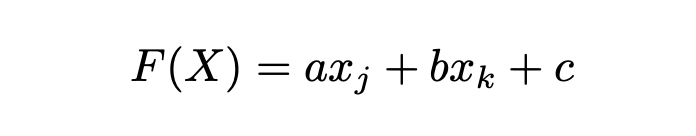 F(X) = ax_j + bx_k + c